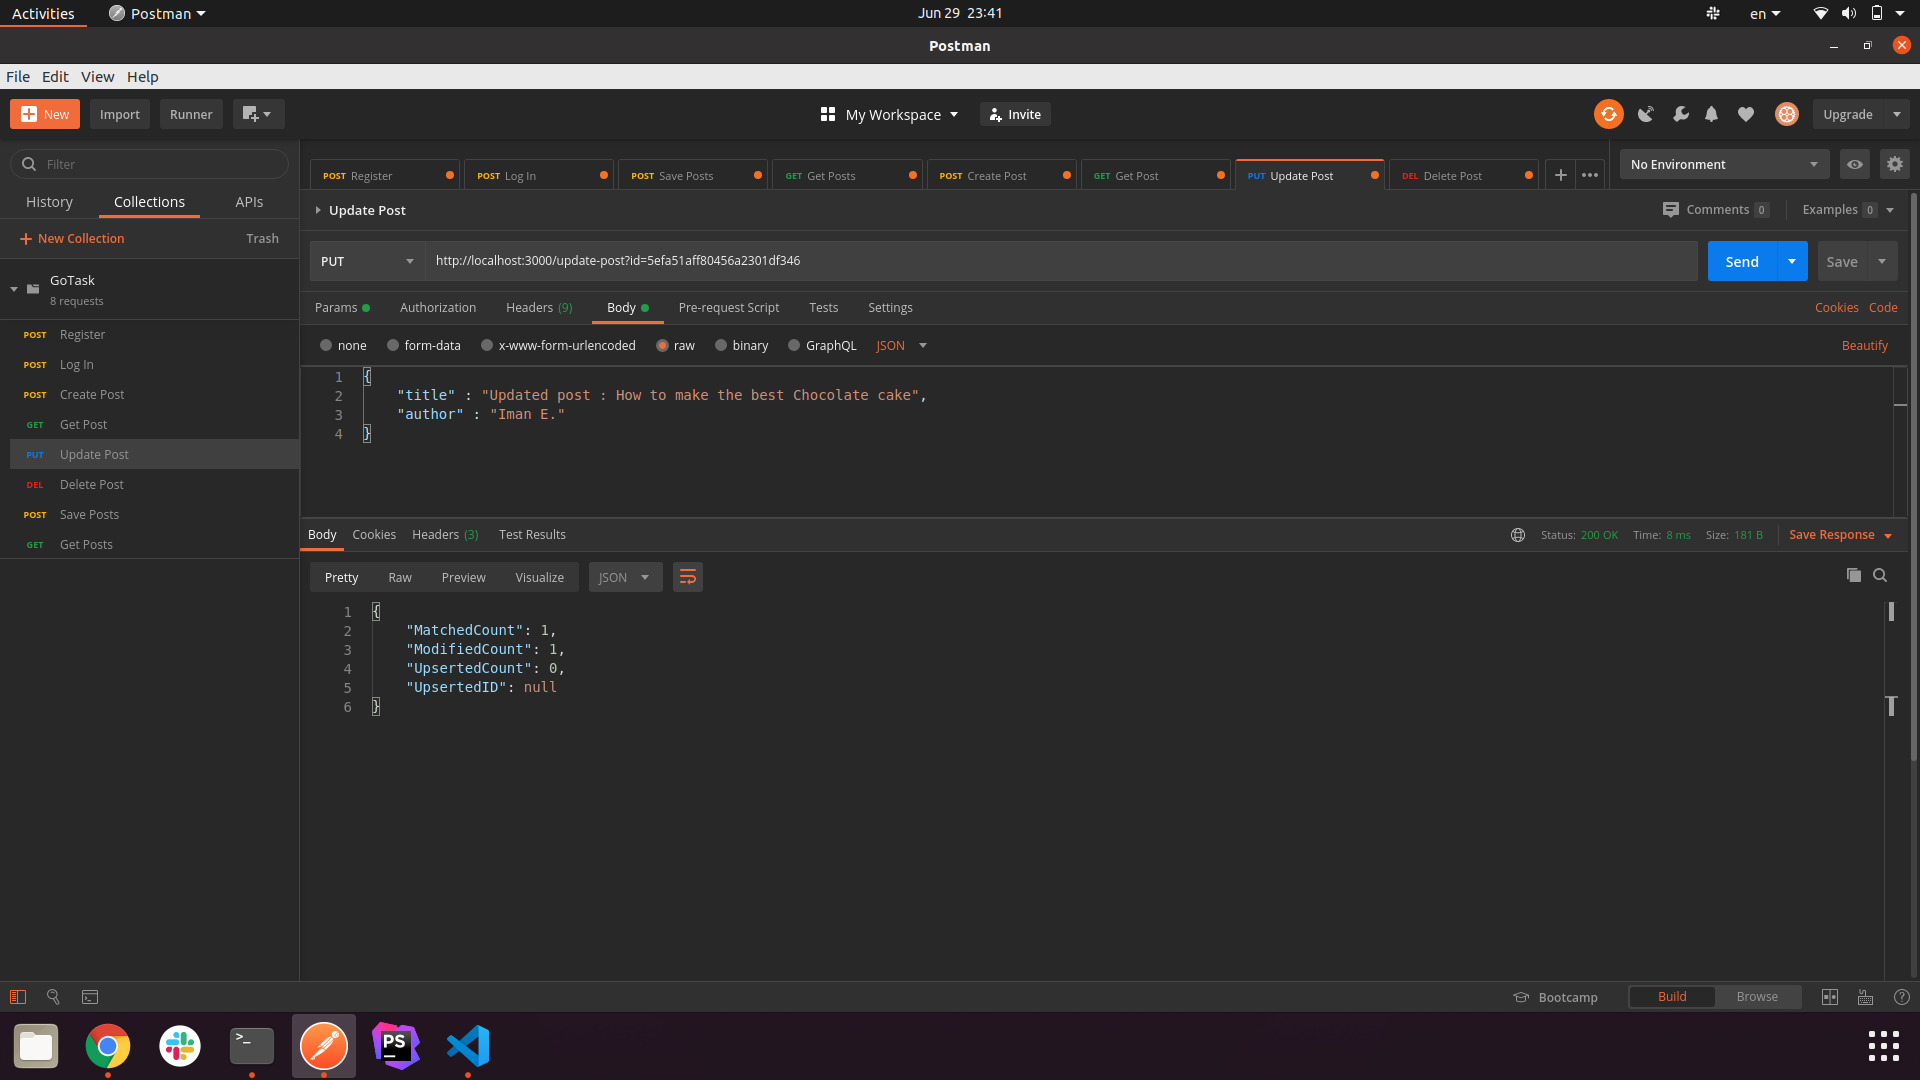 Activities Postman Jun 29 23:41 en
Postman
File Edit View Help
New Import Runner My Workspace Invite Upgrade
Filter
POST Register POST Log In POST Save Posts GET Get Posts POST Create Post GET Get Post PUT Update Post DEL Delete Post No Environment
History Collections APIs
Update Post Comments 0 Examples 0
New Collection Trash
PUT http://localhost:3000/update-post?id=5efa51aff80456a2301df346 Send Save
GoTask
8 requests
Params Authorization Headers (9) Body Pre-request Script Tests Settings Cookies Code
POST Register
POST Log In
POST Create Post
GET Get Post
PUT Update Post
DEL Delete Post
POST Save Posts
GET Get Posts
none form-data x-www-form-urlencoded raw binary GraphQL JSON Beautify
1 {
2 "title" : "Updated post : How to make the best Chocolate cake",
3 "author" : "Iman E."
4 }
Body Cookies Headers (3) Test Results Status: 200 OK Time: 8 ms Size: 181 B Save Response
Pretty Raw Preview Visualize JSON
1 {
2 "MatchedCount": 1,
3 "ModifiedCount": 1,
4 "UpsertedCount": 0,
5 "UpsertedID": null
6 }
Bootcamp Build Browse
>_ PS